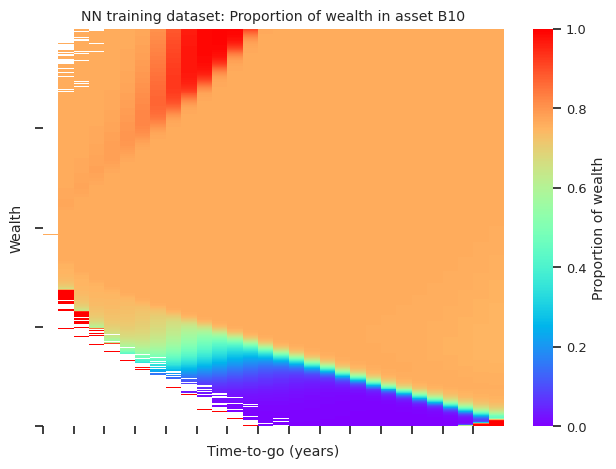 NN training dataset: Proportion of wealth in asset B10
Wealth
Time-to-go (years)
1.0
0.8
0.6
0.4
0.2
0.0
Proportion of wealth